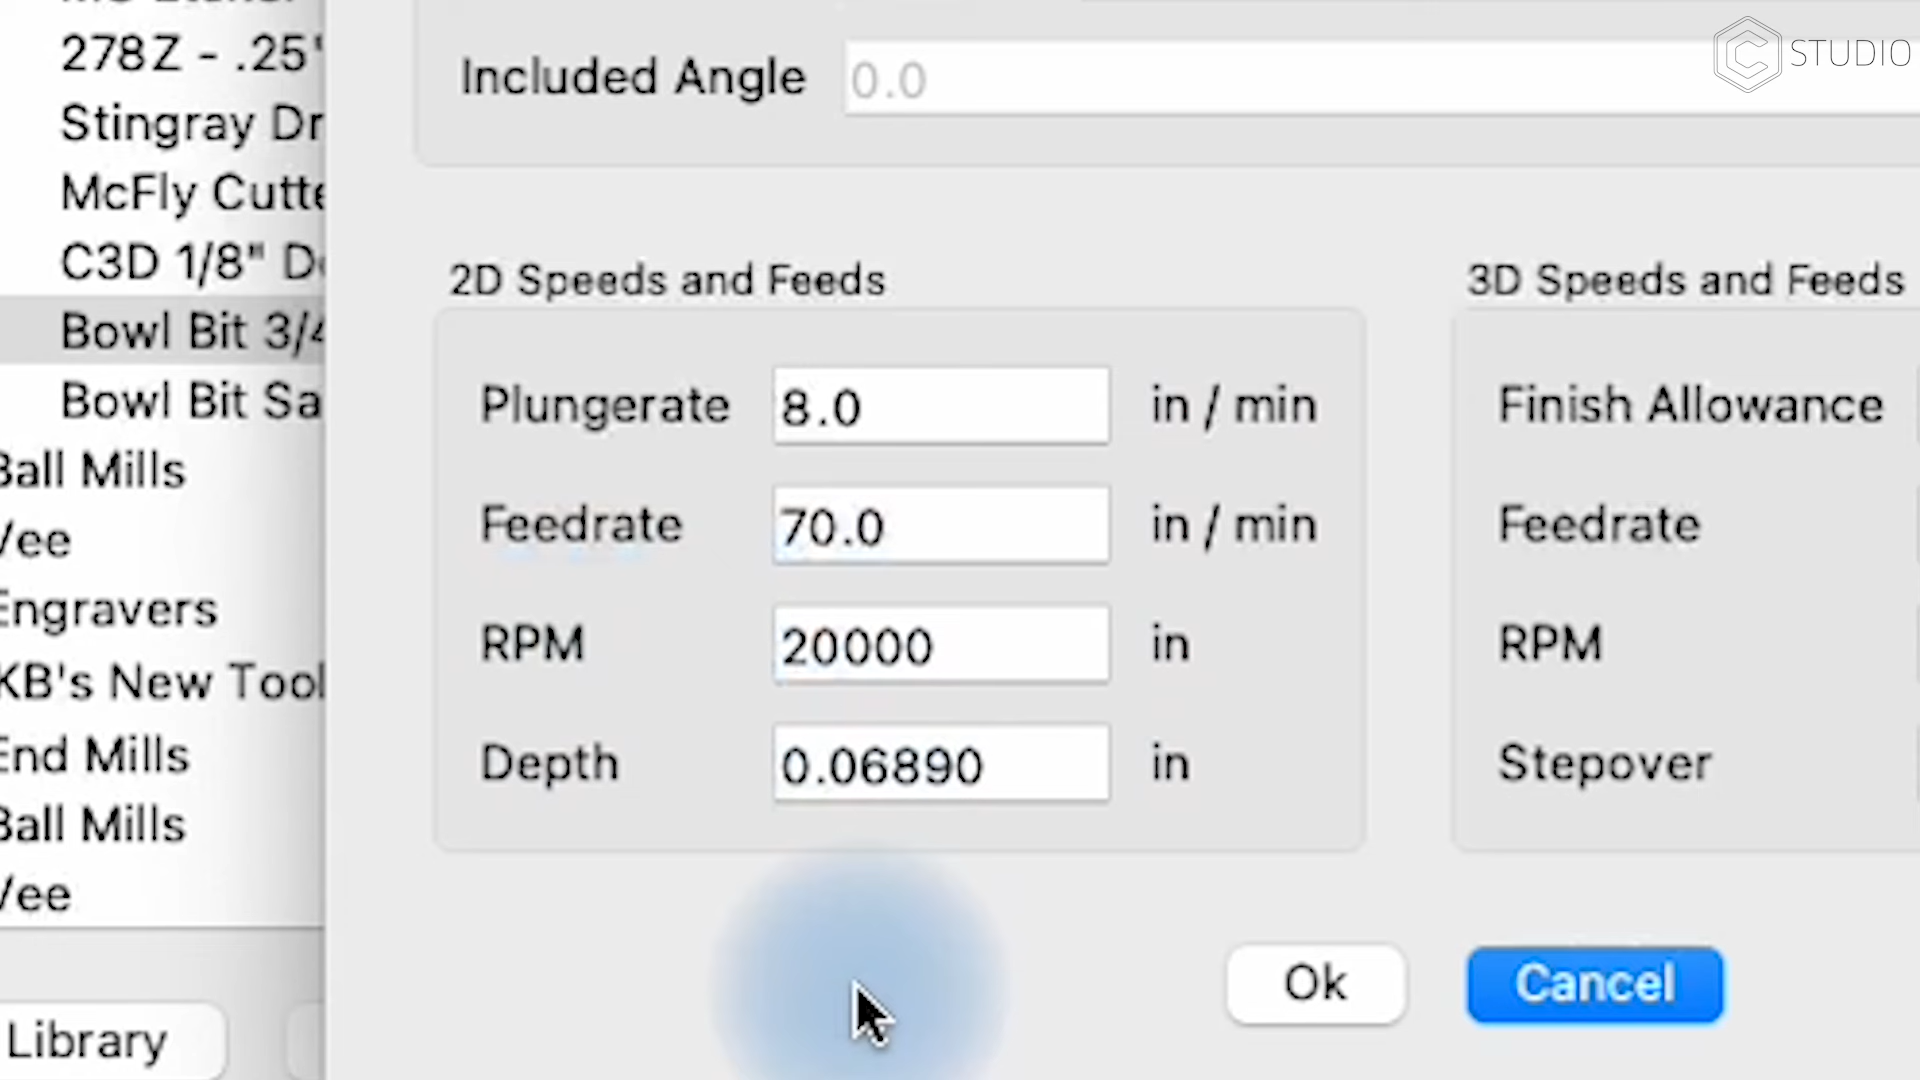 278Z - .25"
Stingray Dr
McFly Cutte
C3D 1/8" D
Bowl Bit 3/4
Bowl Bit Sa
Ball Mills
Vee
Engravers
KB's New Tool
End Mills
Ball Mills
Vee
Library
STUDIO
Included Angle 0.0
2D Speeds and Feeds
Plungerate 8.0 in / min
Feedrate 70.0 in / min
RPM 20000 in
Depth 0.06890 in
3D Speeds and Feeds
Finish Allowance
Feedrate
RPM
Stepover
Ok
Cancel